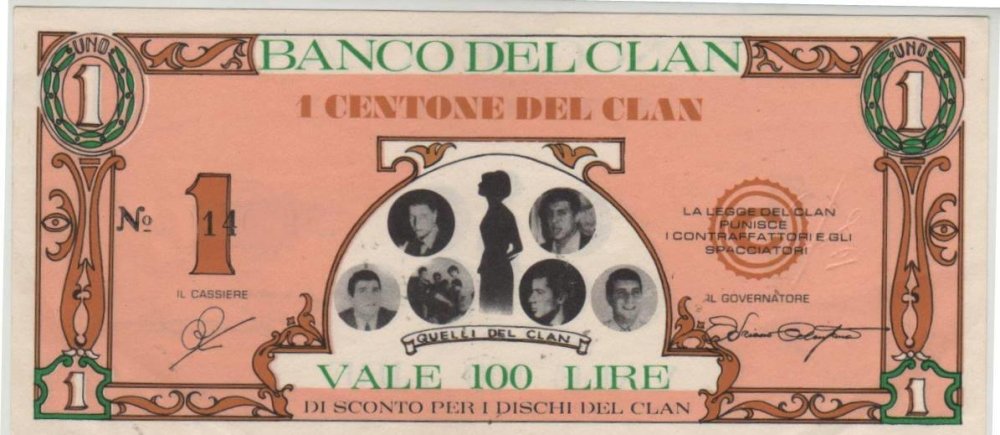 UNO
1
BANCO DEL CLAN
UNO
1
1 CENTONE DEL CLAN
No 1
14
LA LEGGE DEL CLAN
PUNISCE
I CONTRAFFATTORI E GLI
SPACCIATORI
IL CASSIERE
IL GOVERNATORE
QUELLI DEL CLAN
VALE 100 LIRE
DI SCONTO PER I DISCHI DEL CLAN
1
1